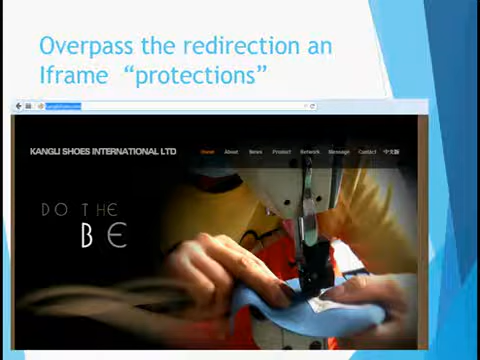 Overpass the redirection an
Iframe “protections”
KANGLI SHOES INTERNATIONAL LTD
Home About News Product Network Message Contact 中文版
DO THE
BE